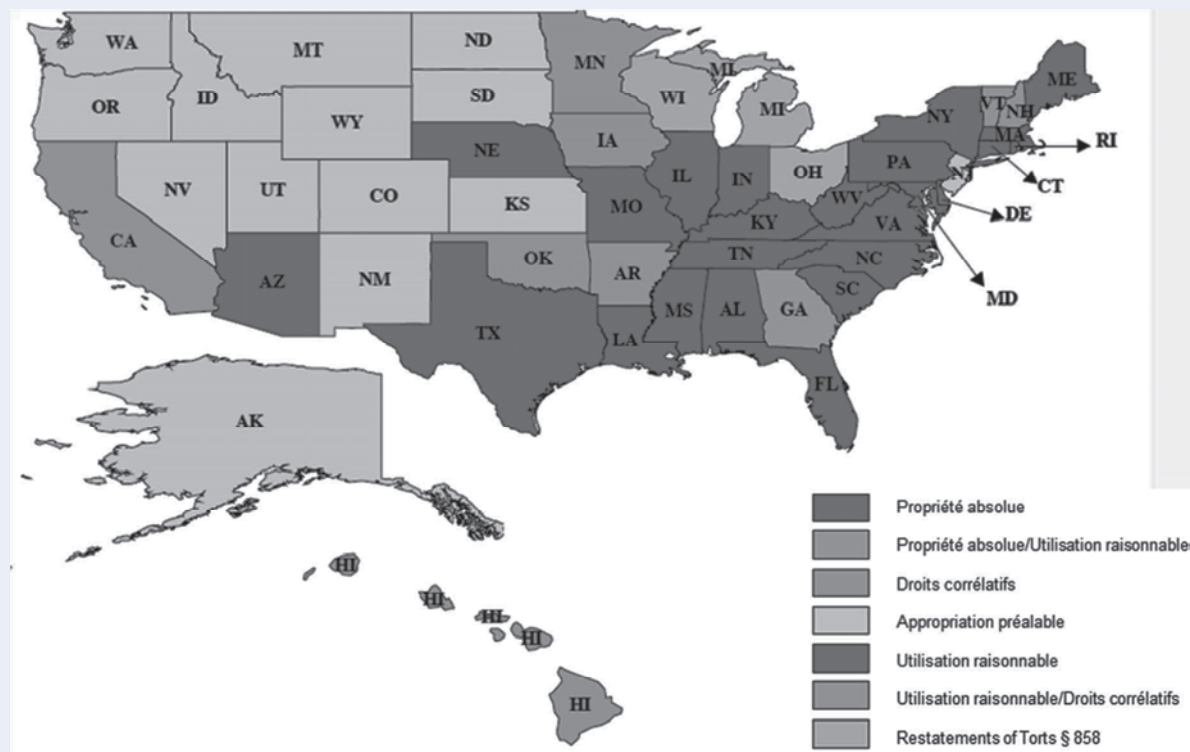 WA
MT
ND
MN
OR
ID
SD
WI
MI
MI
WY
NE
IA
NV
UT
CO
KS
CA
AZ
NM
OK
TX
MO
AR
LA
IL
IN
OH
KY
TN
MS
AL
GA
FL
SC
NC
VA
WV
PA
NY
VT
NH
ME
MA
NJ
RI
CT
DE
MD
AK
HI
HI
HI
HI
HI
Propriété absolue
Propriété absolue/Utilisation raisonnable
Droits corrélatifs
Appropriation préalable
Utilisation raisonnable
Utilisation raisonnable/Droits corrélatifs
Restatements of Torts § 858